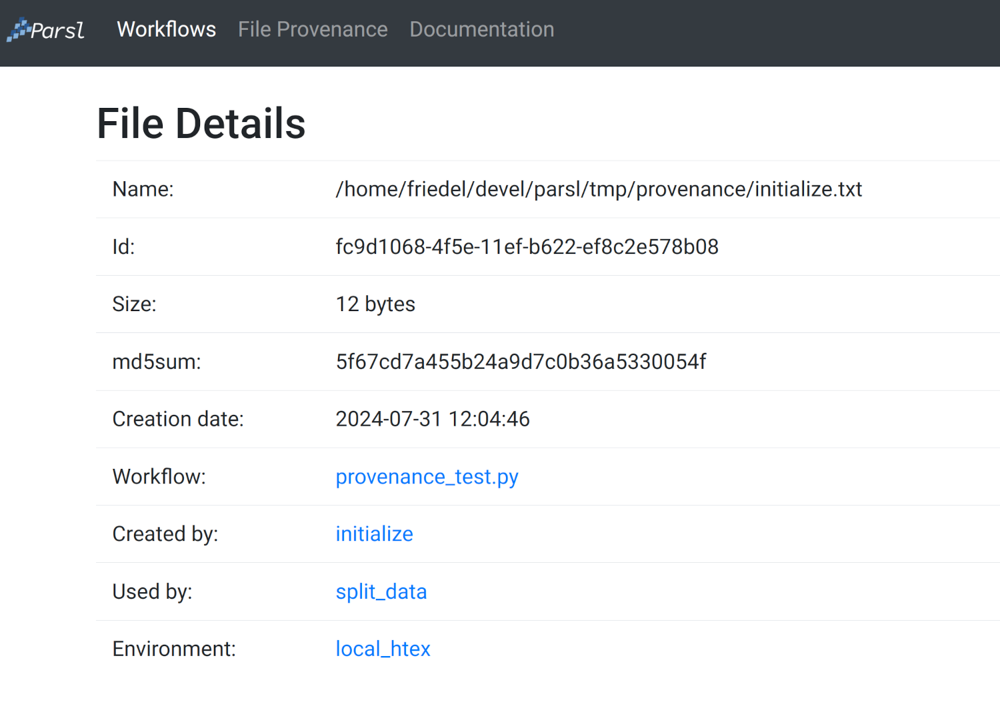 Parsl Workflows File Provenance Documentation
File Details
Name: /home/friedel/devel/parsl/tmp/provenance/initialize.txt
Id: fc9d1068-4f5e-11ef-b622-ef8c2e578b08
Size: 12 bytes
md5sum: 5f67cd7a455b24a9d7c0b36a5330054f
Creation date: 2024-07-31 12:04:46
Workflow: provenance_test.py
Created by: initialize
Used by: split_data
Environment: local_htex